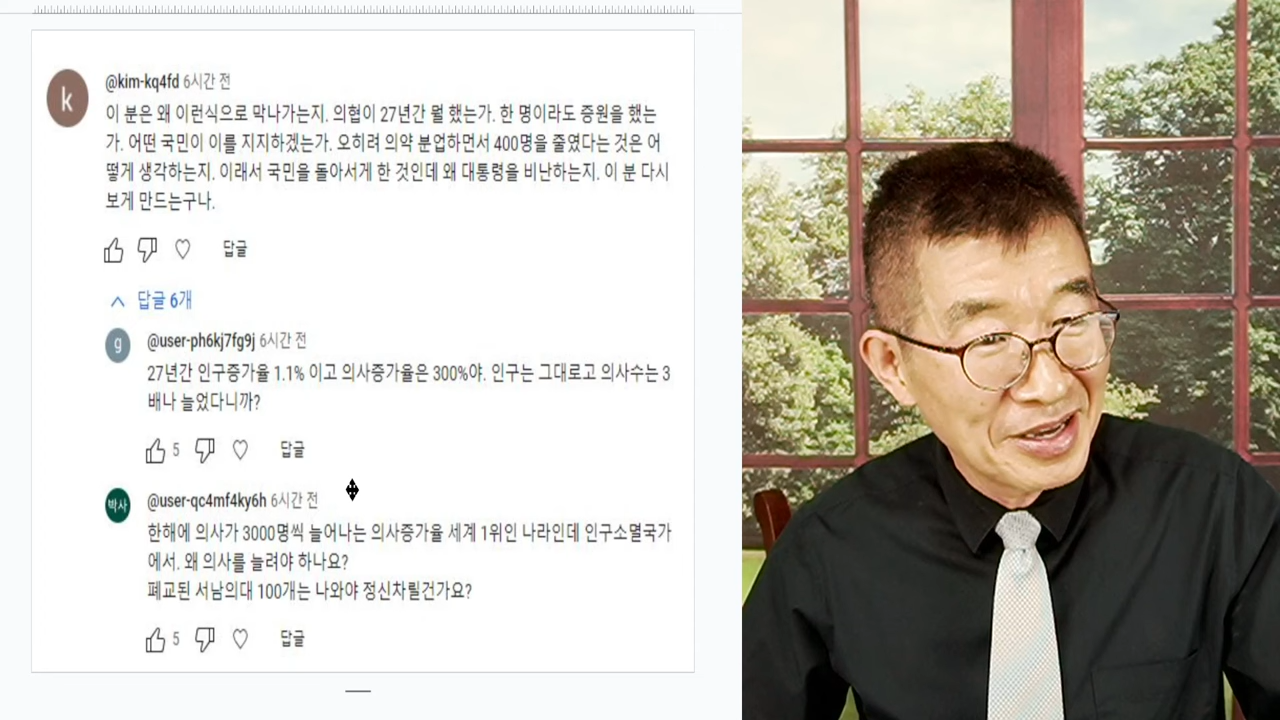 k
@kim-kq4fd 6시간 전
이 분은 왜 이런식으로 막나가는지. 의협이 27년간 뭘 했는가. 한 명이라도 증원을 했는
가. 어떤 국민이 이를 지지하겠는가. 오히려 의약 분업하면서 400명을 줄였다는 것은 어
떻게 생각하는지. 이래서 국민을 돌아서게 한 것인데 왜 대통령을 비난하는지. 이 분 다시
보게 만드는구나.
답글
답글 6개
g
@user-ph6kj7fg9j 6시간 전
27년간 인구증가율 1.1% 이고 의사증가율은 300%야. 인구는 그대로고 의사수는 3
배나 늘었다니까?
5 답글
박사
@user-qc4mf4ky6h 6시간 전
한해에 의사가 3000명씩 늘어나는 의사증가율 세계 1위인 나라인데 인구소멸국가
에서. 왜 의사를 늘려야 하나요?
폐교된 서남의대 100개는 나와야 정신차릴건가요?
5 답글